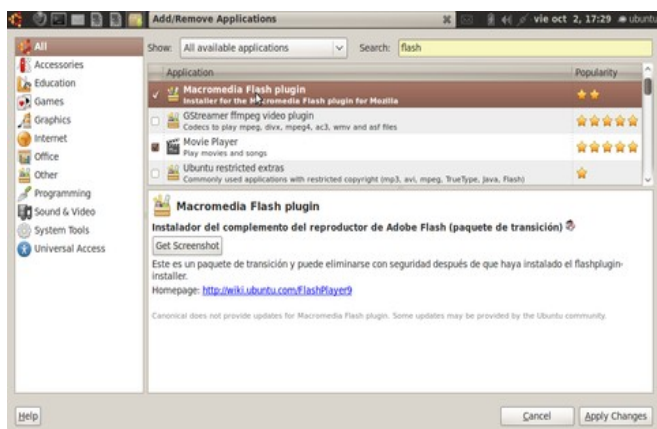 Add/Remove Applications
vie oct 2, 17:29 ubuntu
Show: All available applications Search: flash
All
Accessories
Education
Games
Graphics
Internet
Office
Other
Programming
Sound & Video
System Tools
Universal Access
Application Popularity
Macromedia Flash plugin
Installer for the Macromedia Flash plugin for Mozilla
GStreamer ffmpeg video plugin
Codecs to play mpeg, divx, mpeg4, ac3, wmv and asf files
Movie Player
Play movies and songs
Ubuntu restricted extras
Commonly used applications with restricted copyright (mp3, avi, mpeg, TrueType, Java, Flash)
Macromedia Flash plugin
Instalador del complemento del reproductor de Adobe Flash (paquete de transición)
Get Screenshot
Este es un paquete de transición y puede eliminarse con seguridad después de que haya instalado el flashplugin-
installer.
Homepage: http://wiki.ubuntu.com/FlashPlayer9
Canonical does not provide updates for Macromedia Flash plugin. Some updates may be provided by the Ubuntu community.
Help
Cancel
Apply Changes